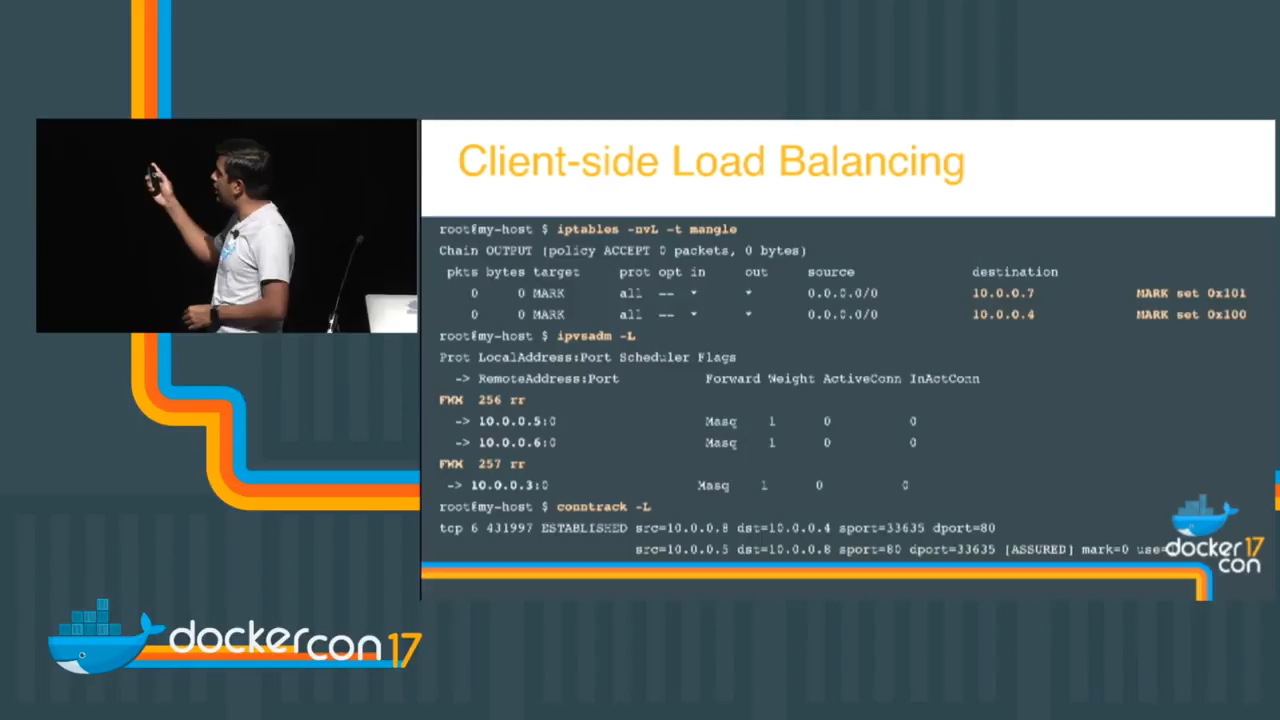 Client-side Load Balancing
root@my-host $ iptables -nvL -t mangle
Chain OUTPUT (policy ACCEPT 0 packets, 0 bytes)
pkts bytes target prot opt in out source destination
0 0 MARK all -- * * 0.0.0.0/0 10.0.0.7 MARK set 0x101
0 0 MARK all -- * * 0.0.0.0/0 10.0.0.4 MARK set 0x100
root@my-host $ ipvsadm -L
Prot LocalAddress:Port Scheduler Flags
-> RemoteAddress:Port Forward Weight ActiveConn InActConn
FWM 256 rr
-> 10.0.0.5:0 Masq 1 0 0
-> 10.0.0.6:0 Masq 1 0 0
FWM 257 rr
-> 10.0.0.3:0 Masq 1 0 0
root@my-host $ conntrack -L
tcp 6 431997 ESTABLISHED src=10.0.0.8 dst=10.0.0.4 sport=33635 dport=80
src=10.0.0.5 dst=10.0.0.8 sport=80 dport=33635 [ASSURED] mark=0 use=
docker 17
con
dockercon 17